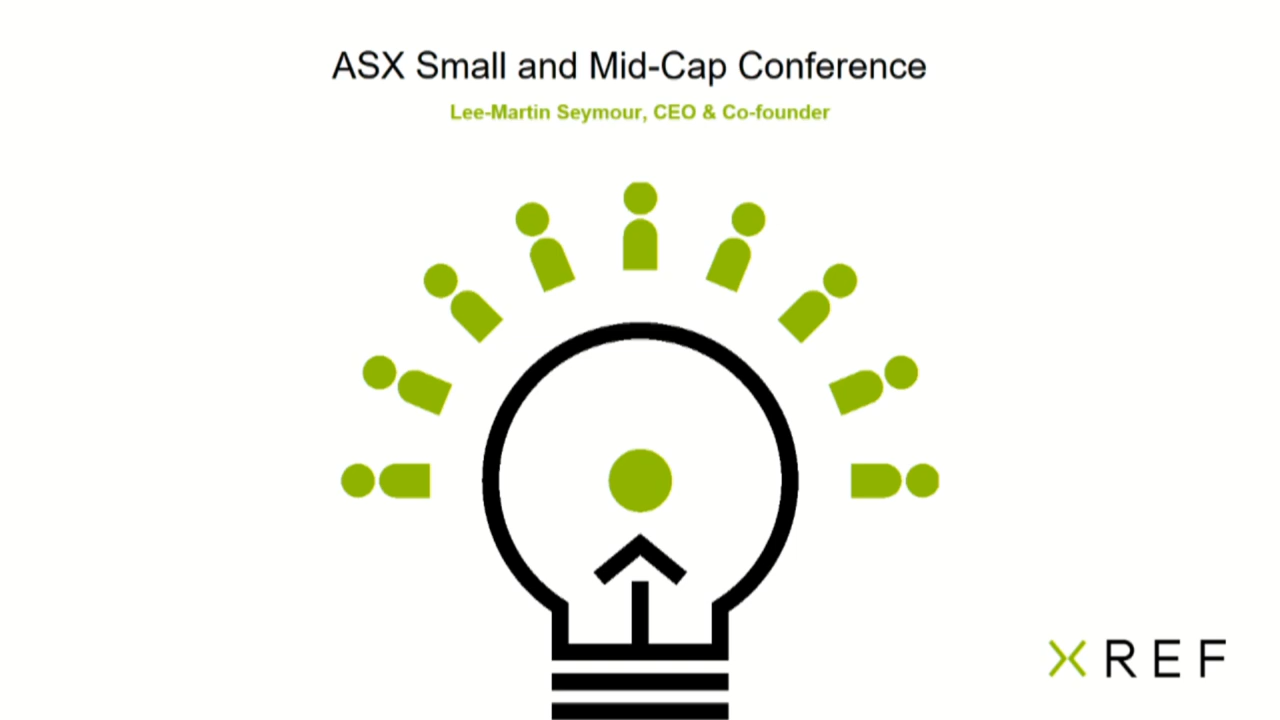 ASX Small and Mid-Cap Conference
Lee-Martin Seymour, CEO & Co-founder
XREF